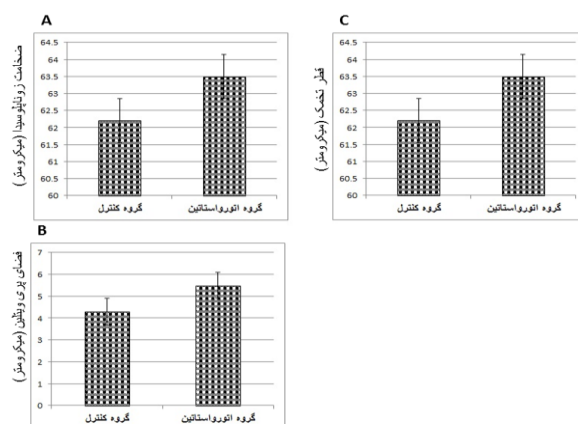 A
ضخامت زوناپلوسیدا (میکرومتر)
64.5
64
63.5
63
62.5
62
61.5
61
60.5
60
گروه کنترل
گروه اتورواستاتین
C
قطر تخمک (میکرومتر)
64.5
64
63.5
63
62.5
62
61.5
61
60.5
60
گروه کنترل
گروه اتورواستاتین
B
فضای پری ویتلین (میکرومتر)
7
6
5
4
3
2
1
0
گروه کنترل
گروه اتورواستاتین